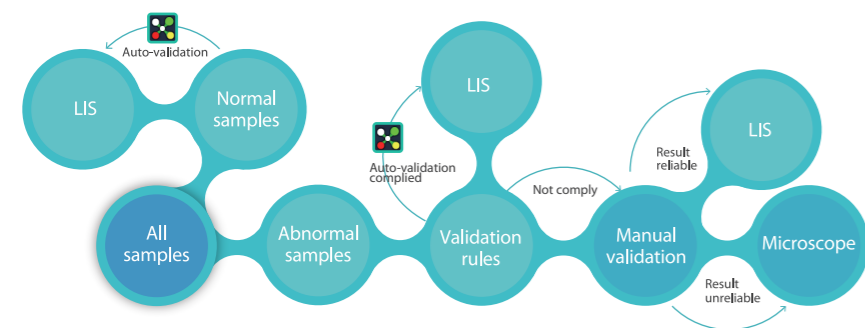 Auto-validation
LIS
Normal
samples
LIS
Auto-validation
complied
Result
reliable
LIS
Not comply
All
samples
Abnormal
samples
Validation
rules
Manual
validation
Microscope
Result
unreliable